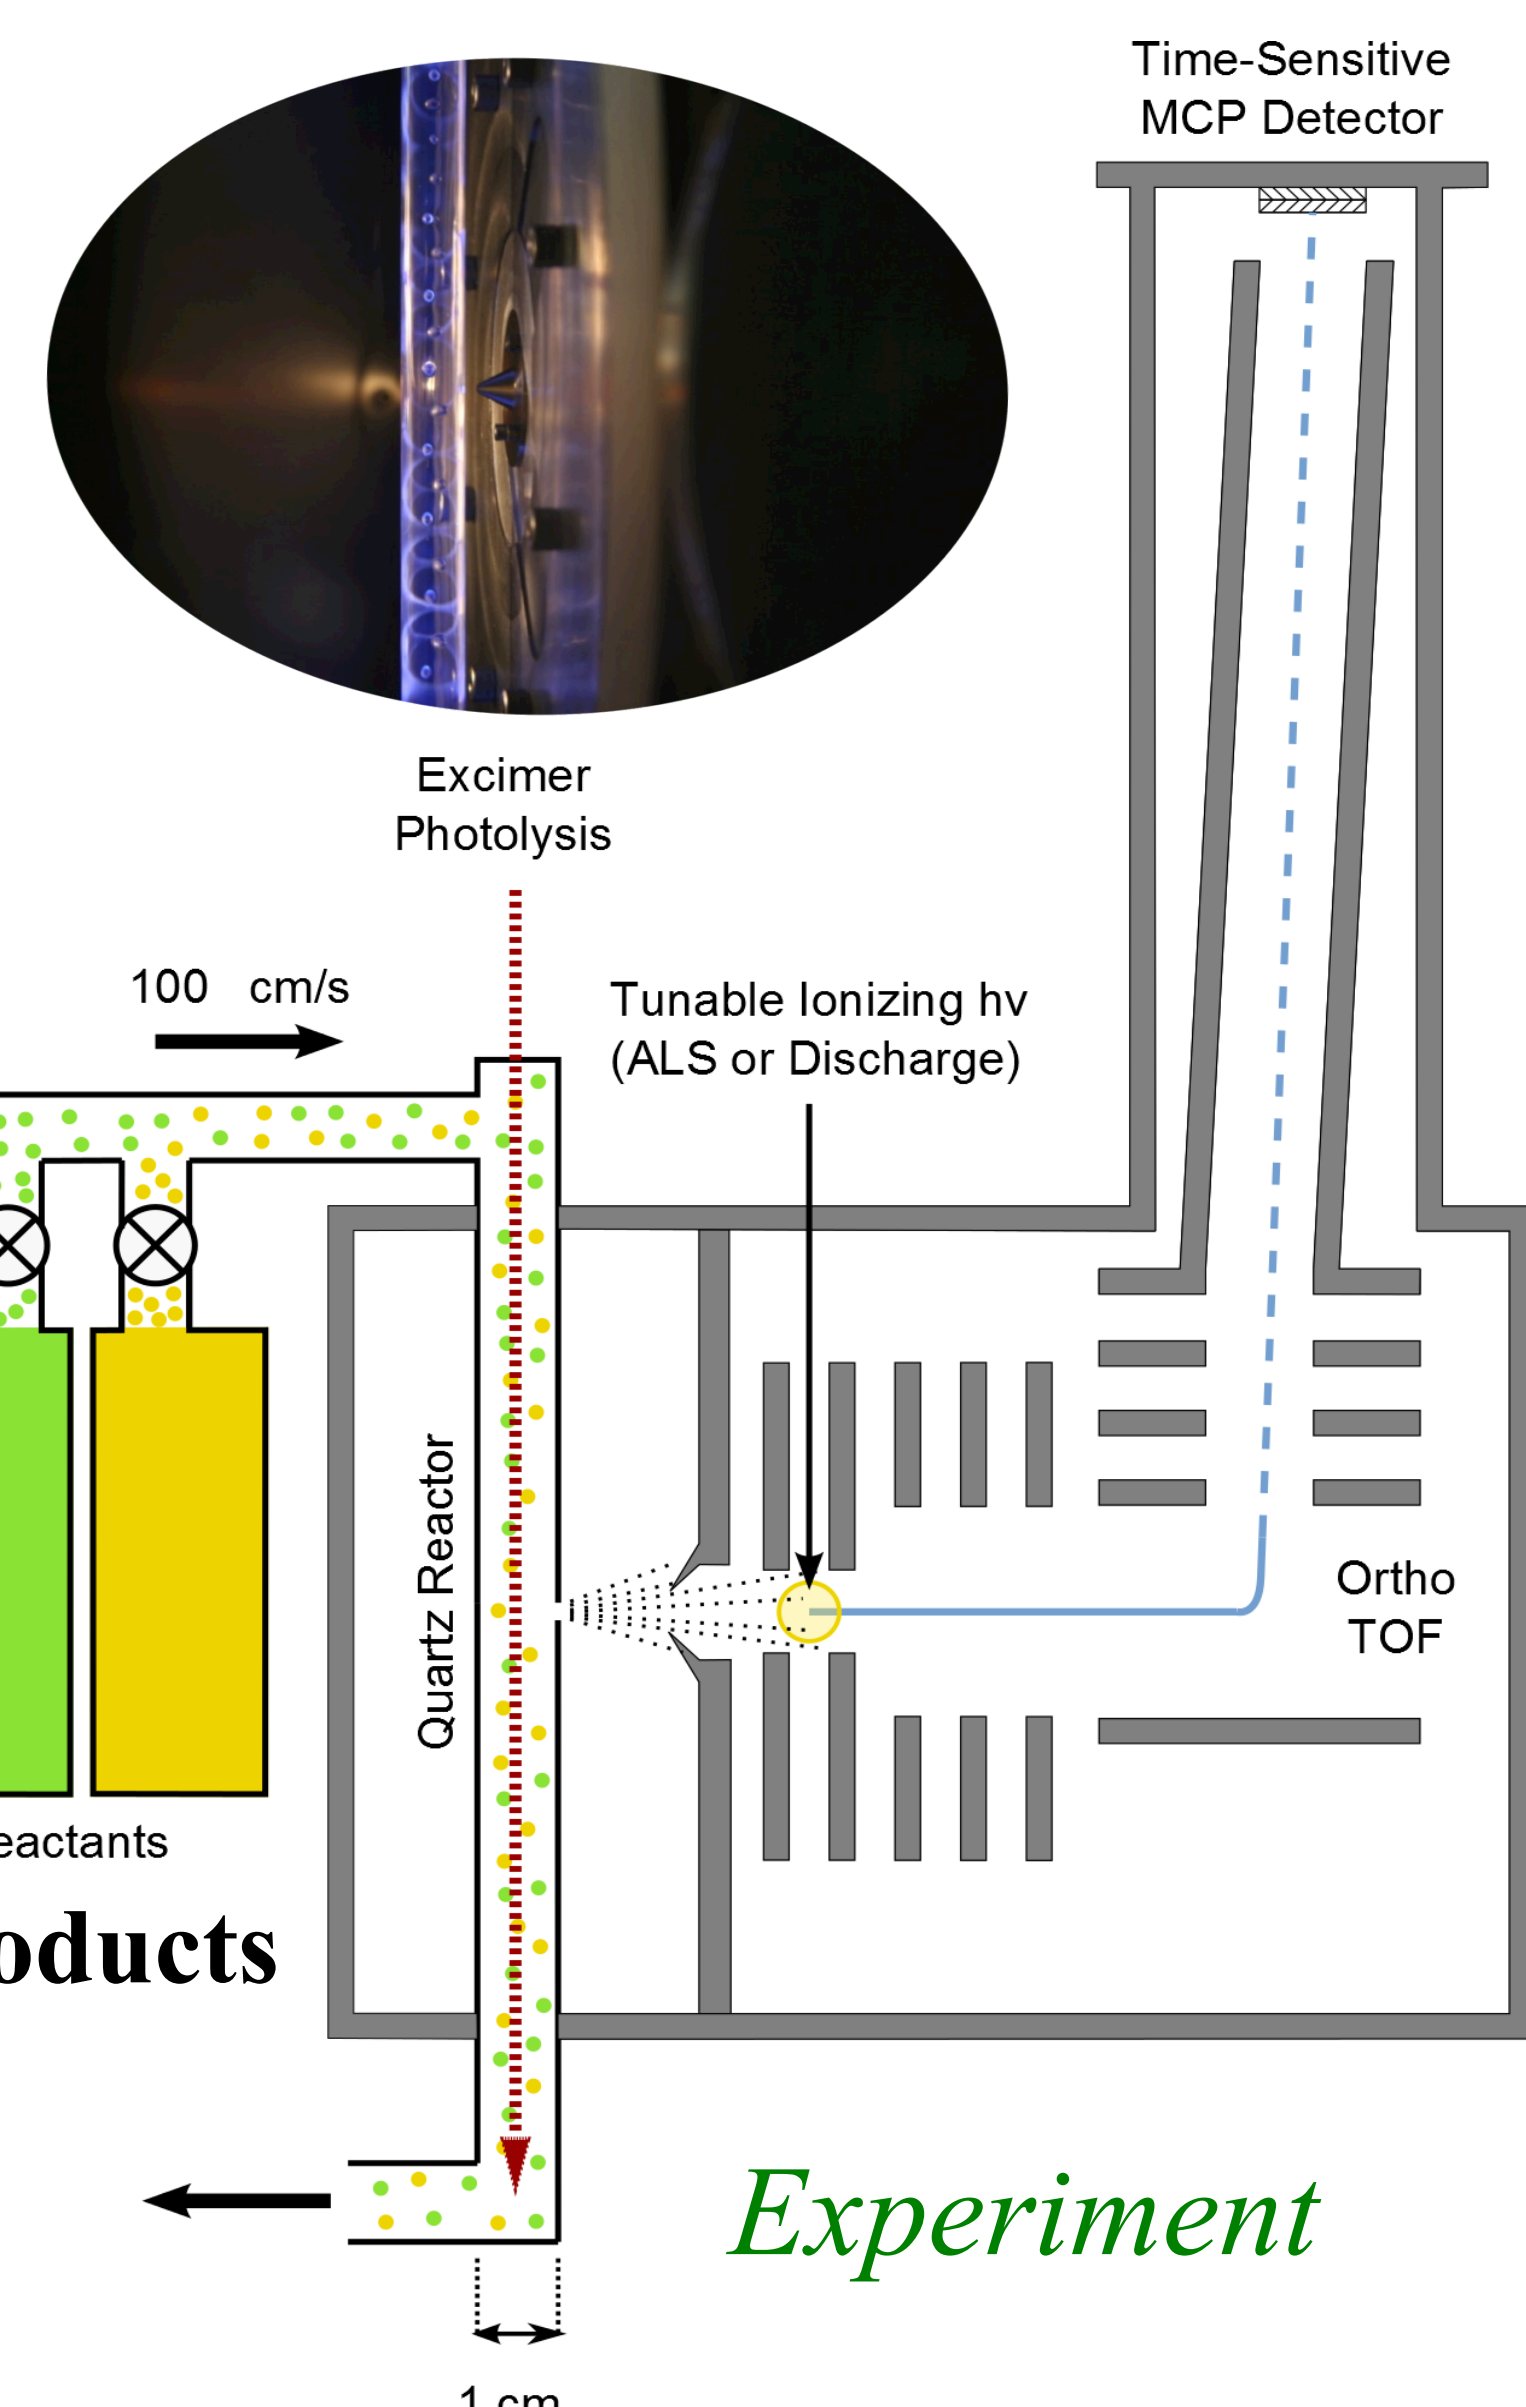 Time-Sensitive
MCP Detector
Excimer
Photolysis
100 cm/s
Tunable Ionizing hv
(ALS or Discharge)
Quartz Reactor
Ortho
TOF
eactants
oducts
Experiment
1 cm